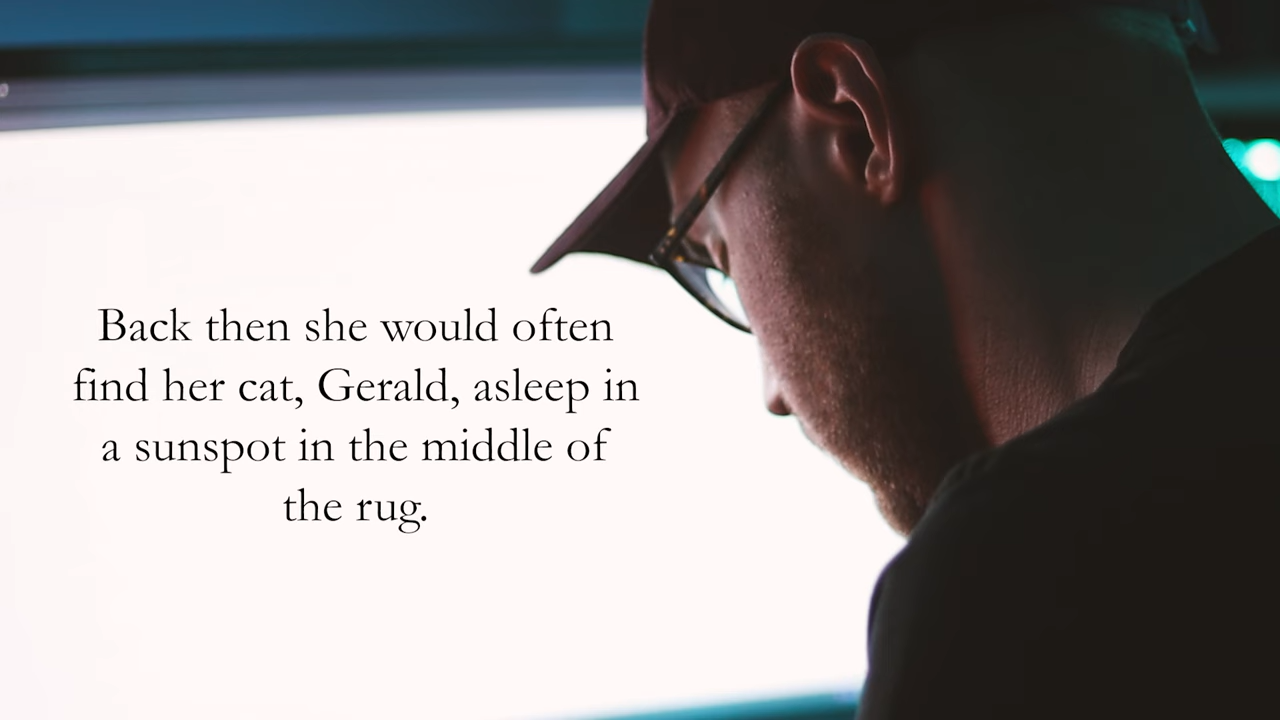 Back then she would often
find her cat, Gerald, asleep in
a sunspot in the middle of
the rug.